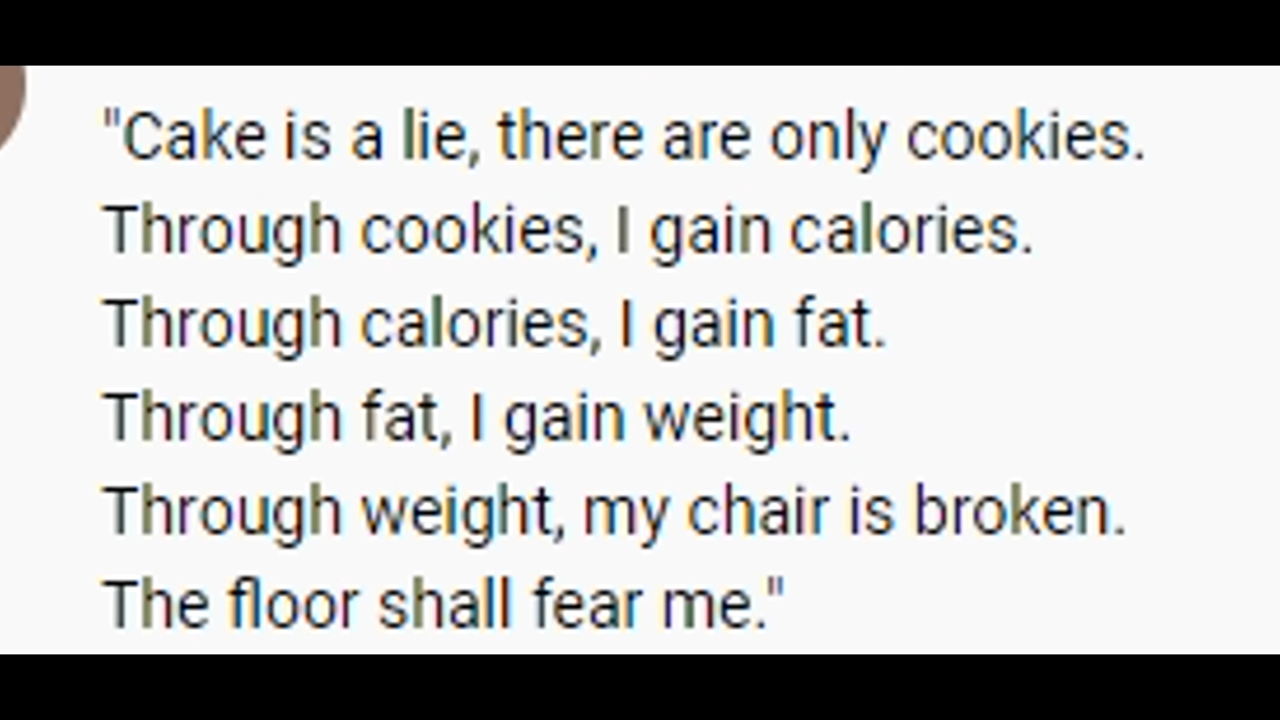 "Cake is a lie, there are only cookies.
Through cookies, I gain calories.
Through calories, I gain fat.
Through fat, I gain weight.
Through weight, my chair is broken.
The floor shall fear me."